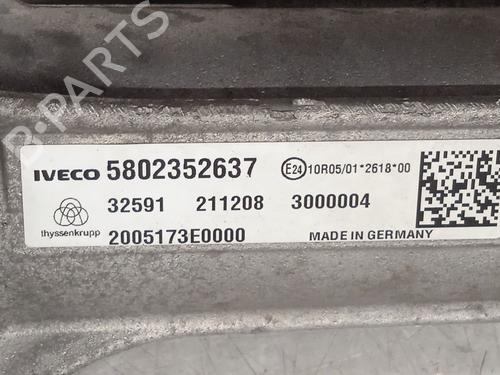 B-PARTS
IVECO 5802352637 E24 10R05/01*2618*00
32591 211208 3000004
thyssenkrupp 2005173E0000 MADE IN GERMANY